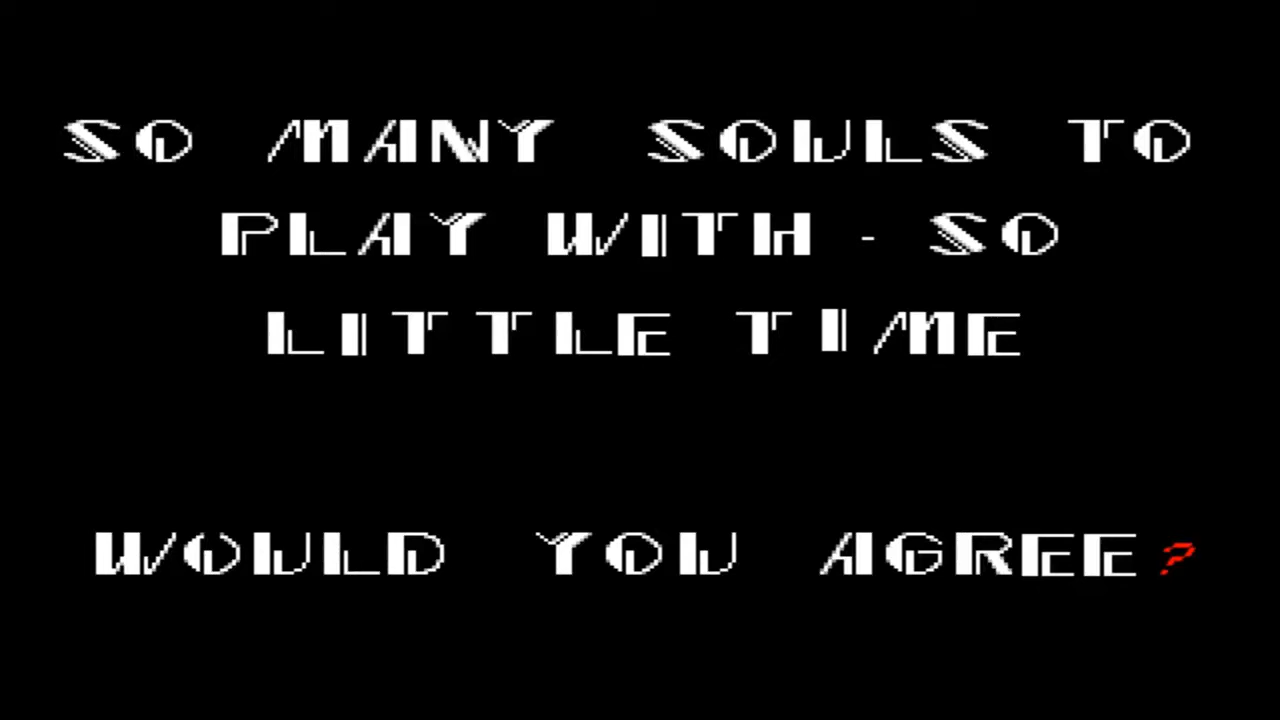 SO MANY SOULS TO
PLAY WITH - SO
LITTLE TIME
WOULD YOU AGREE?